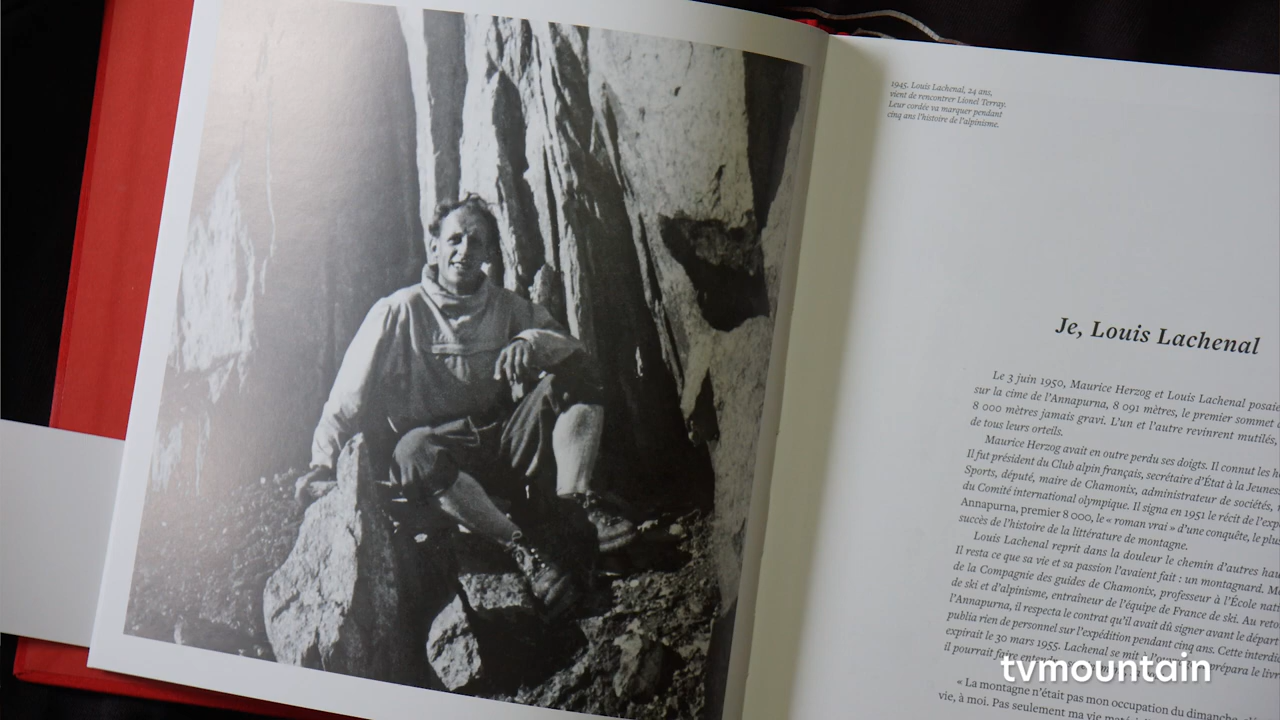 1945. Louis Lachenal, 24 ans,
vient de rencontrer Lionel Terray.
Leur cordée va marquer pendant
cinq ans l'histoire de l'alpinisme.
Je, Louis Lachenal
Le 3 juin 1950, Maurice Herzog et Louis Lachenal posai
sur la cime de l'Annapurna, 8 091 mètres, le premier sommet
8 000 mètres jamais gravi. L'un et l'autre revinrent mutilés,
de tous leurs orteils.
Maurice Herzog avait en outre perdu ses doigts. Il connut les
Il fut président du Club alpin français, secrétaire d'État à la Jeunes
Sports, député, maire de Chamonix, administrateur de sociétés,
du Comité international olympique. Il signa en 1951 le récit de l'exp
Annapurna, premier 8 000, le « roman vrai » d'une conquête, le plu
succès de l'histoire de la littérature de montagne.
Louis Lachenal reprit dans la douleur le chemin d'autres hau
Il resta ce que sa vie et sa passion l'avaient fait : un montagnard. M
de la Compagnie des guides de Chamonix, professeur à l'École nat
de ski et d'alpinisme, entraîneur de l'équipe de France de ski. Au reto
l'Annapurna, il respecta le contrat qu'il avait dû signer avant le dépar
publia rien de personnel sur l'expédition pendant cinq ans. Cette interdi
expirait le 30 mars 1955. Lachenal se mit à prépara le livr
il pourrait faire
tvmountain
« La montagne n'était pas mon occupation du dimanche,
vie, à moi. Pas seulement ma vie